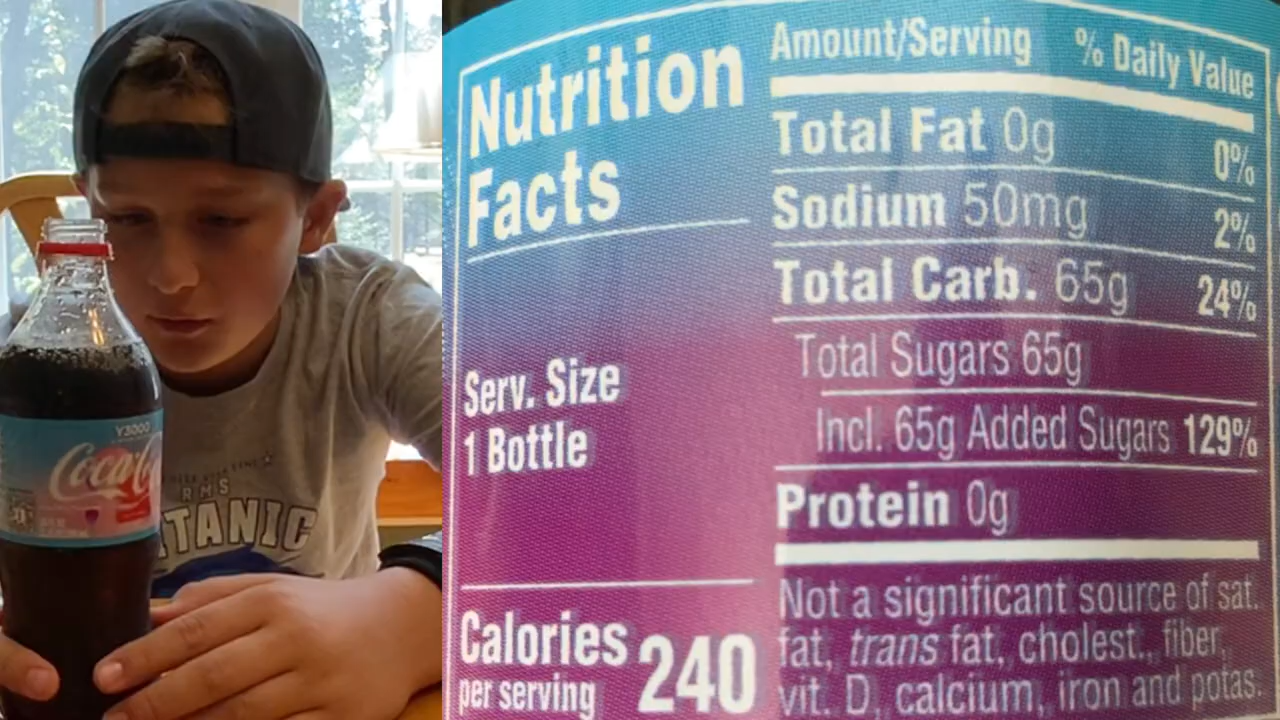 Y3000
Coca-Co
RMS
TANIC
Nutrition
Facts
Serv. Size
1 Bottle
Calories 240
per serving
Amount/Serving % Daily Value
Total Fat 0g 0%
Sodium 50mg 2%
Total Carb. 65g 24%
Total Sugars 65g
Incl. 65g Added Sugars 129%
Protein 0g
Not a significant source of sat.
fat, trans fat, cholest., fiber,
vit. D, calcium, iron and potas.